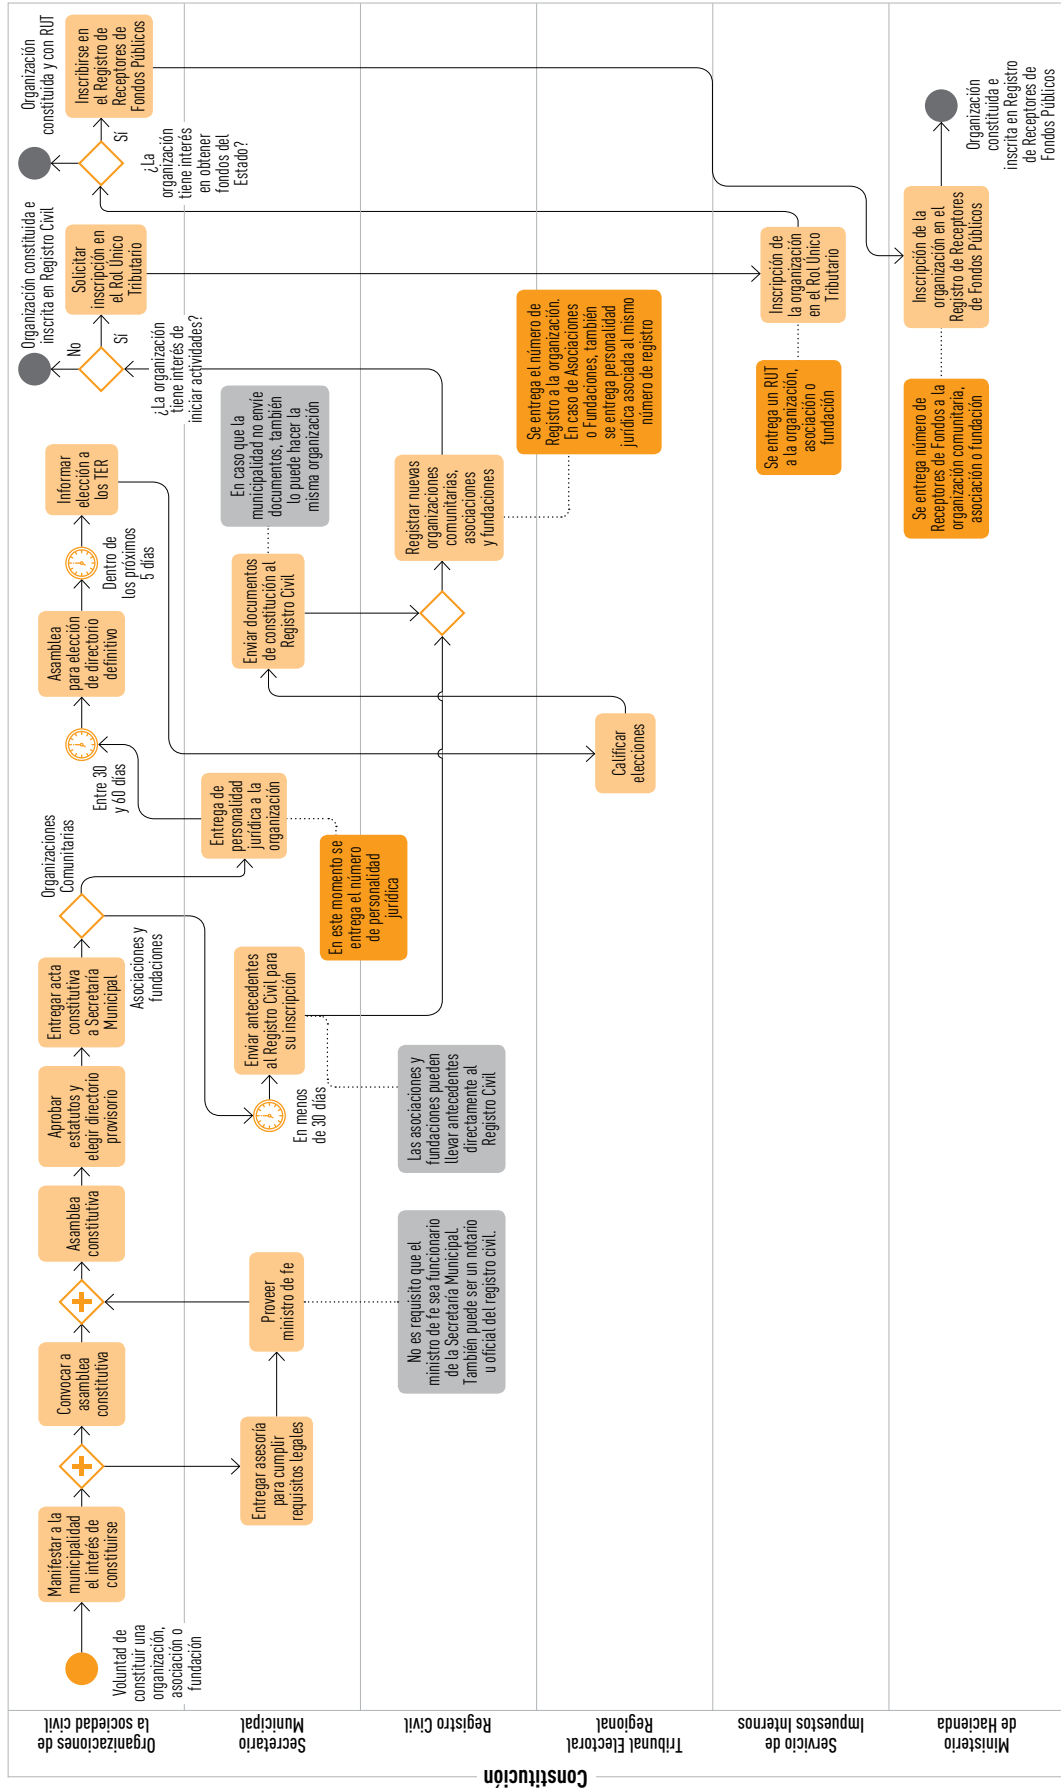 Constitución
Organizaciones de
la sociedad civil
Voluntad de
constituir una
organización,
asociación o
fundación
Manifestar a la
municipalidad
el interés de
constituirse
Convocar a
asamblea
constitutiva
Asamblea
constitutiva
Aprobar
estatutos y
elegir directorio
provisorio
Entregar acta
constitutiva
a Secretaría
Municipal
Asociaciones y
fundaciones
Organizaciones
Comunitarias
Entre 30
y 60 días
Asamblea
para elección
de directorio
definitivo
Dentro de
los próximos
5 días
Informar
elección a
los TER
¿La organización
tiene interés de
iniciar actividades?
No
Sí
Organización constituida e
inscrita en Registro Civil
Solicitar
inscripción en
el Rol Unico
Tributario
¿La
organización
tiene interés
en obtener
fondos del
Estado?
Sí
Organización
constituida y con RUT
Inscribirse en
el Registro de
Receptores de
Fondos Públicos
Secretario
Municipal
Entregar asesoría
para cumplir
requisitos legales
Proveer
ministro de fe
En menos
de 30 días
Enviar antecedentes
al Registro Civil para
su inscripción
Entrega de
personalidad
jurídica a la
organización
En este momento se
entrega el número
de personalidad
jurídica
Enviar documentos
de constitución al
Registro Civil
En caso que la
municipalidad no envíe
documentos, también
lo puede hacer la
misma organización
Registro Civil
No es requisito que el
ministro de fe sea funcionario
de la Secretaría Municipal.
También puede ser un notario
u oficial del registro civil.
Las asociaciones y
fundaciones pueden
llevar antecedentes
directamente al
Registro Civil
Registrar nuevas
organizaciones
comunitarias,
asociaciones
y fundaciones
Se entrega el número de
Registro a la organización.
En caso de Asociaciones
o Fundaciones, también
se entrega personalidad
jurídica asociada al mismo
número de registro
Tribunal Electoral
Regional
Calificar
elecciones
Servicio de
Impuestos Internos
Se entrega un RUT
a la organización,
asociación o
fundación
Inscripción de
la organización
en el Rol Unico
Tributario
Ministerio
de Hacienda
Se entrega número de
Receptores de Fondos a la
organización comunitaria,
asociación o fundación
Inscripción de la
organización en el
Registro de Receptores
de Fondos Públicos
Organización
constituida e
inscrita en Registro
de Receptores de
Fondos Públicos